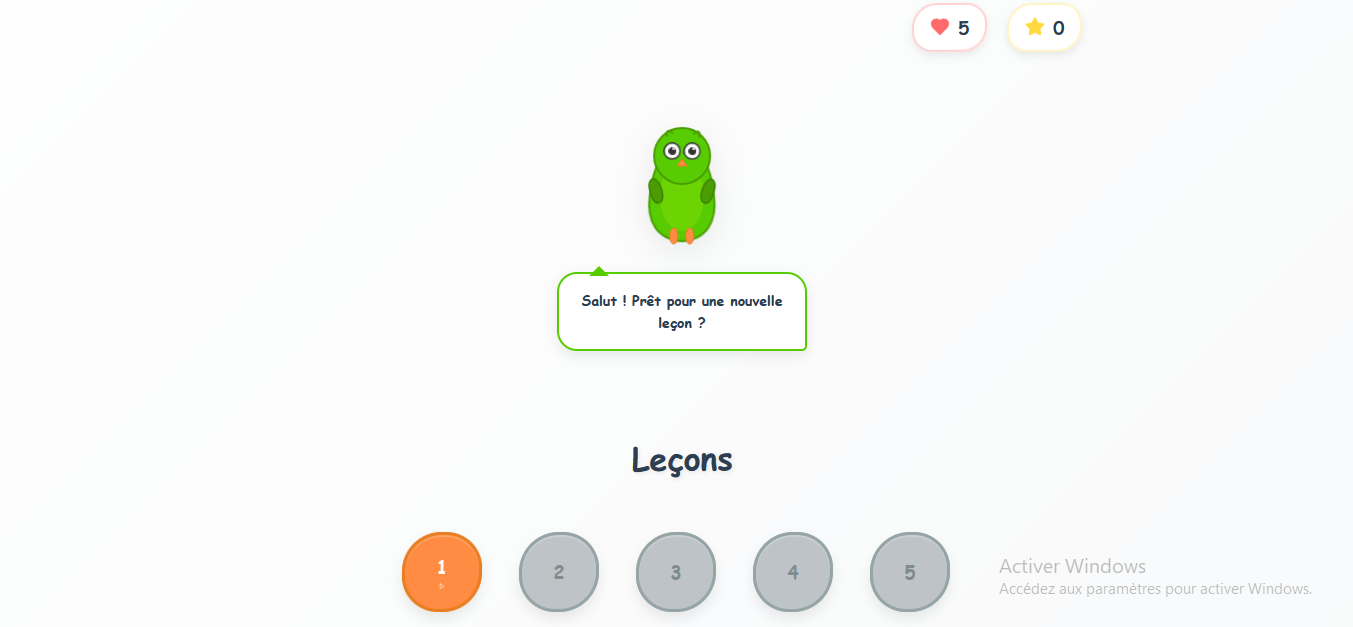 5
0
Salut ! Prêt pour une nouvelle
leçon ?
Leçons
1
2
3
4
5
Activer Windows
Accédez aux paramètres pour activer Windows.